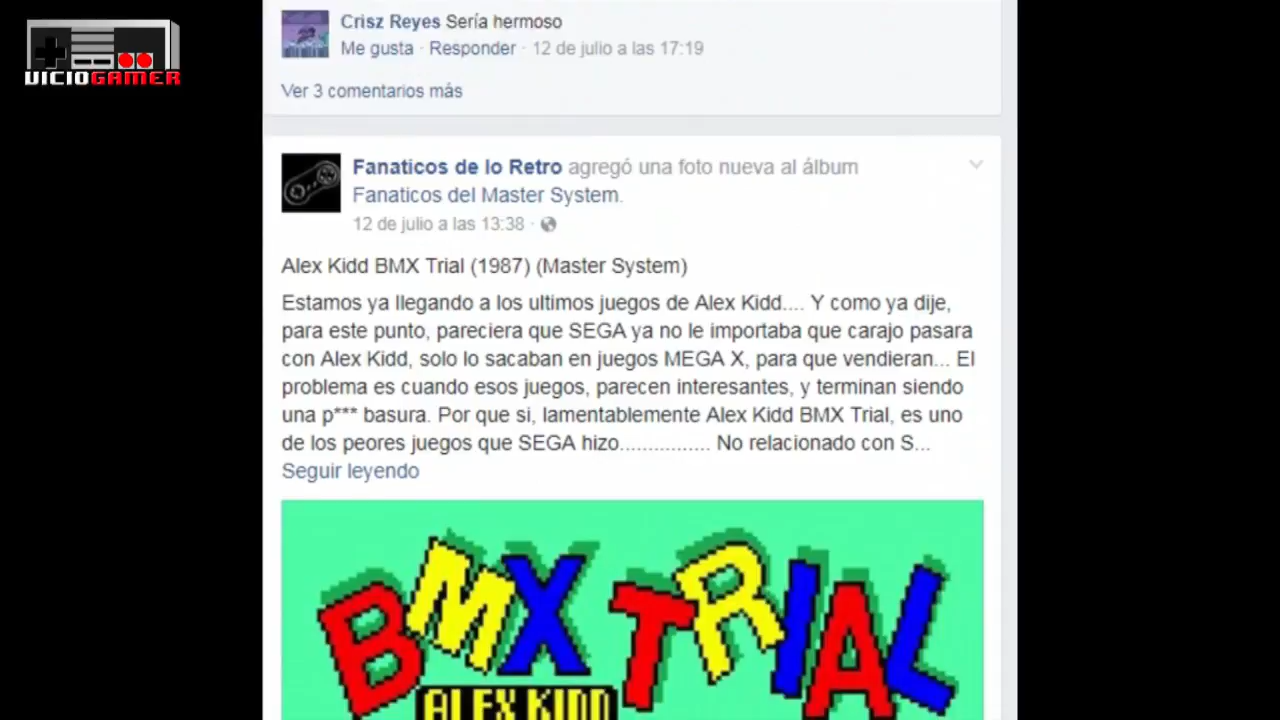 VICIOGAMER
Crisz Reyes Sería hermoso
Me gusta · Responder · 12 de julio a las 17:19
Ver 3 comentarios más
Fanaticos de lo Retro agregó una foto nueva al álbum
Fanaticos del Master System.
12 de julio a las 13:38 ·
Alex Kidd BMX Trial (1987) (Master System)
Estamos ya llegando a los ultimos juegos de Alex Kidd.... Y como ya dije,
para este punto, pareciera que SEGA ya no le importaba que carajo pasara
con Alex Kidd, solo lo sacaban en juegos MEGA X, para que vendieran... El
problema es cuando esos juegos, parecen interesantes, y terminan siendo
una p*** basura. Por que si, lamentablemente Alex Kidd BMX Trial, es uno
de los peores juegos que SEGA hizo................ No relacionado con S...
Seguir leyendo
BMX TRIAL
ALEX KIDD